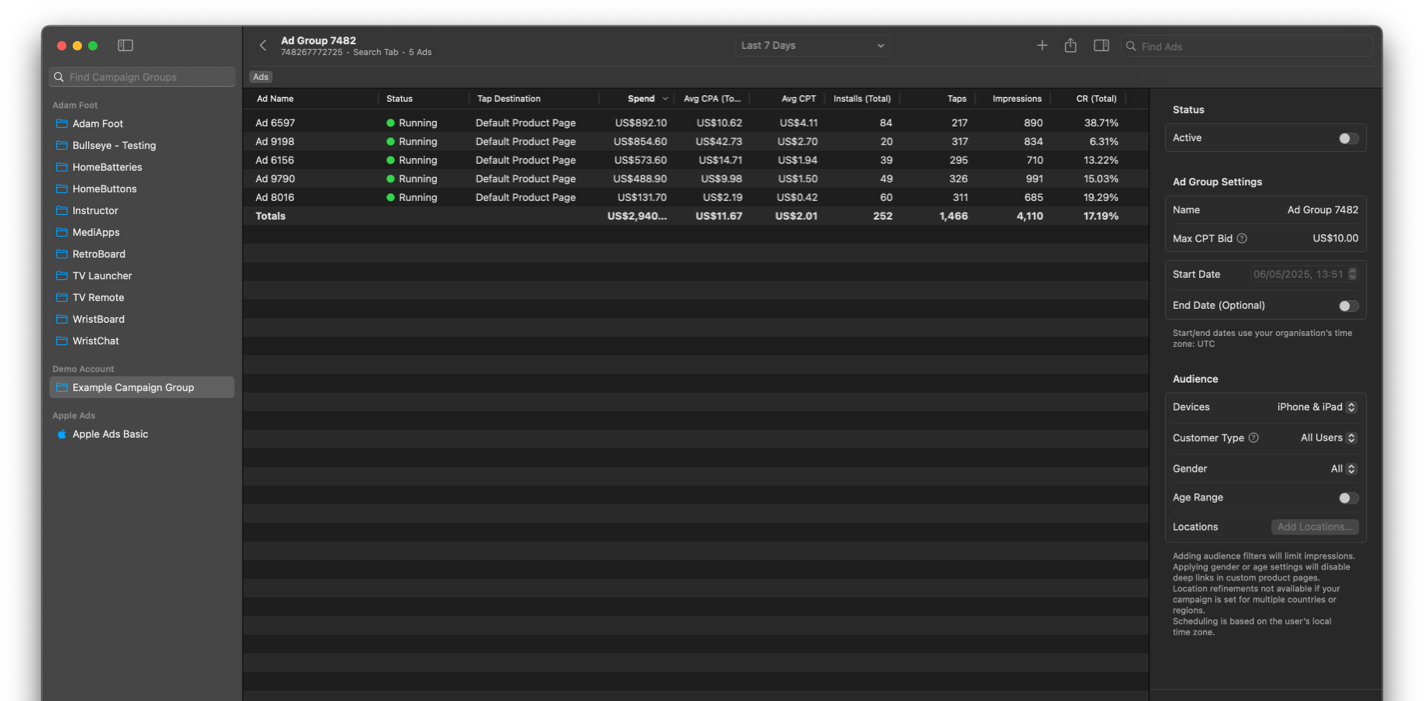 Ad Group 7482
748267772725 - Search Tab - 5 Ads
Last 7 Days
Find Ads
Find Campaign Groups
Adam Foot
Adam Foot
Bullseye - Testing
HomeBatteries
HomeButtons
Instructor
MediApps
RetroBoard
TV Launcher
TV Remote
WristBoard
WristChat
Demo Account
Example Campaign Group
Apple Ads
Apple Ads Basic
Ads
Ad Name Status Tap Destination Spend Avg CPA (To... Avg CPT Installs (Total) Taps Impressions CR (Total)
Ad 6597 Running Default Product Page US$892.10 US$10.62 US$4.11 84 217 890 38.71%
Ad 9198 Running Default Product Page US$854.60 US$42.73 US$2.70 20 317 834 6.31%
Ad 6156 Running Default Product Page US$573.60 US$14.71 US$1.94 39 295 710 13.22%
Ad 9790 Running Default Product Page US$488.90 US$9.98 US$1.50 49 326 991 15.03%
Ad 8016 Running Default Product Page US$131.70 US$2.19 US$0.42 60 311 685 19.29%
Totals US$2,940... US$11.67 US$2.01 252 1,466 4,110 17.19%
Status
Active
Ad Group Settings
Name Ad Group 7482
Max CPT Bid ? US$10.00
Start Date 06/05/2025, 13:51
End Date (Optional)
Start/end dates use your organisation's time
zone: UTC
Audience
Devices iPhone & iPad
Customer Type ? All Users
Gender All
Age Range
Locations Add Locations...
Adding audience filters will limit impressions.
Applying gender or age settings will disable
deep links in custom product pages.
Location refinements not available if your
campaign is set for multiple countries or
regions.
Scheduling is based on the user's local
time zone.